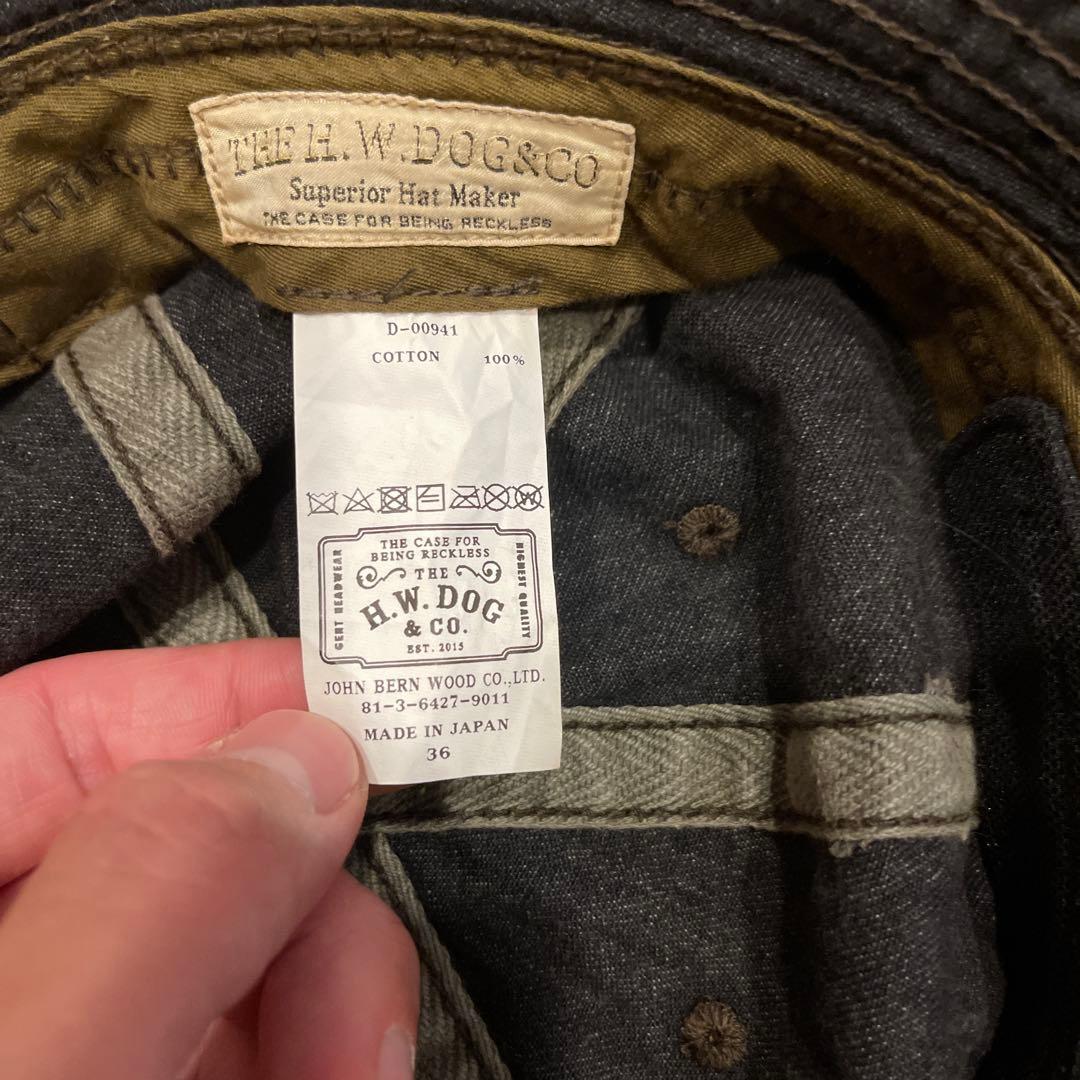 THE H.W.DOG&CO
Superior Hat Maker
THE CASE FOR BEING RECKLESS
D-00941
COTTON 100%
THE CASE FOR
BEING RECKLESS
GENT HEADWEAR
HIGHEST QUALITY
THE
H.W. DOG
& CO.
EST. 2015
JOHN BERN WOOD CO.,LTD.
81-3-6427-9011
MADE IN JAPAN
36